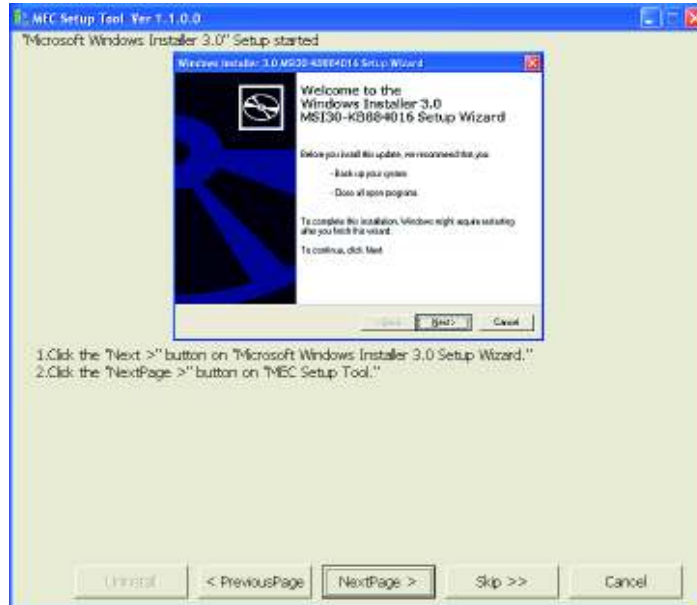 MEC Setup Tool Ver 1.1.0.0
"Microsoft Windows Installer 3.0" Setup started
Windows Installer 3.0 MSI30-KB884016 Setup Wizard
Welcome to the
Windows Installer 3.0
MSI30-KB884016 Setup Wizard
Before you install this update, we recommend that you:
- Back up your system
- Close all open programs
To complete this installation, Windows might require restarting
after you finish this wizard.
To continue, click Next
Next >
Cancel
1.Click the "Next >" button on "Microsoft Windows Installer 3.0 Setup Wizard."
2.Click the "NextPage >" button on "MEC Setup Tool."
Uninstall
< PreviousPage
NextPage >
Skip >>
Cancel